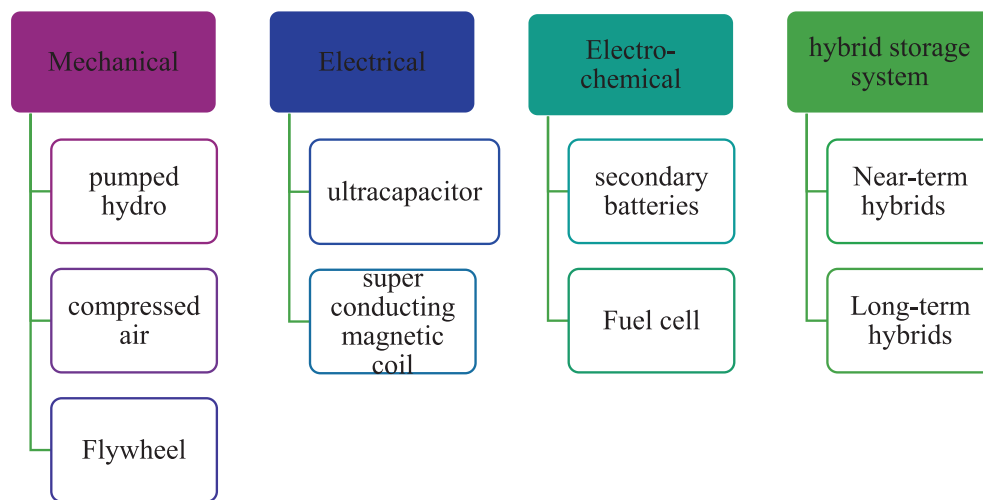 Mechanical
pumped
hydro
compressed
air
Flywheel
Electrical
ultracapacitor
super
conducting
magnetic
coil
Electro-
chemical
secondary
batteries
Fuel cell
hybrid storage
system
Near-term
hybrids
Long-term
hybrids